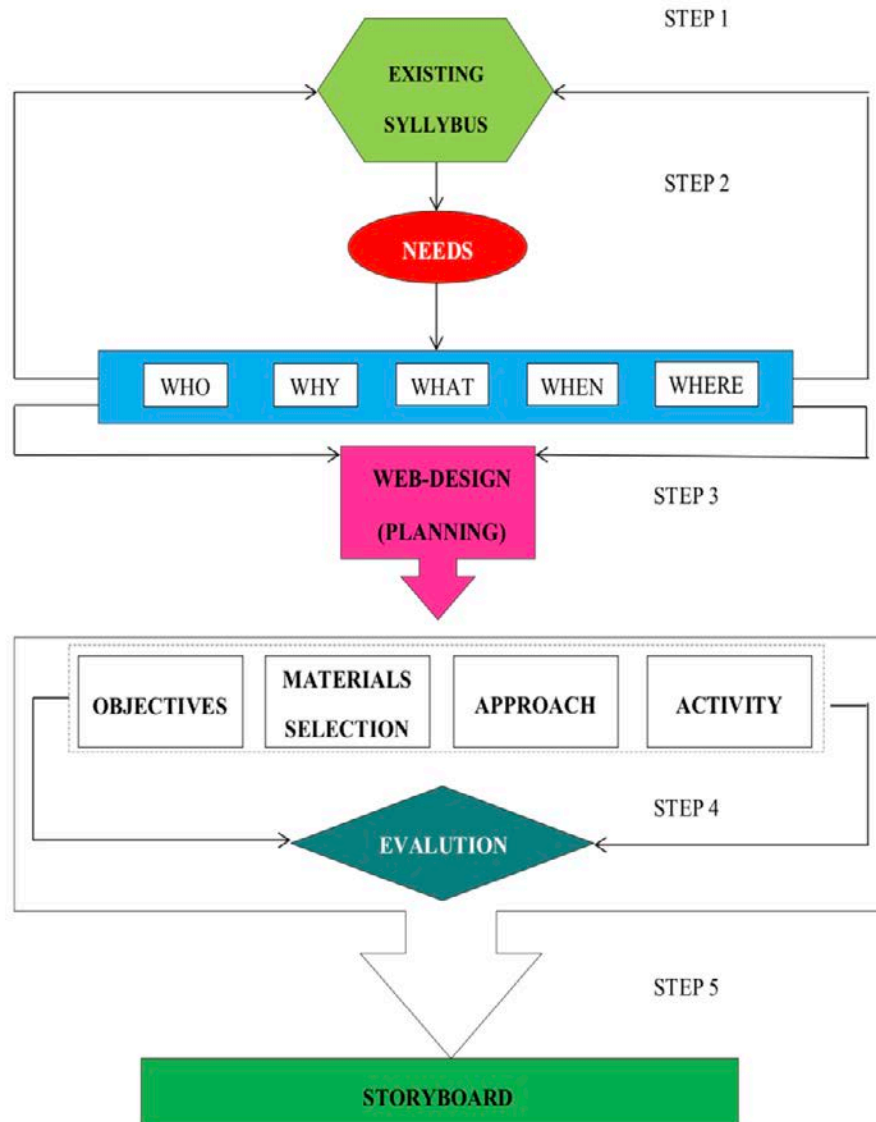 STEP 1
EXISTING
SYLLYBUS
STEP 2
NEEDS
WHO WHY WHAT WHEN WHERE
WEB-DESIGN
STEP 3
(PLANNING)
OBJECTIVES
MATERIALS
SELECTION
APPROACH
ACTIVITY
STEP 4
EVALUTION
STEP 5
STORYBOARD